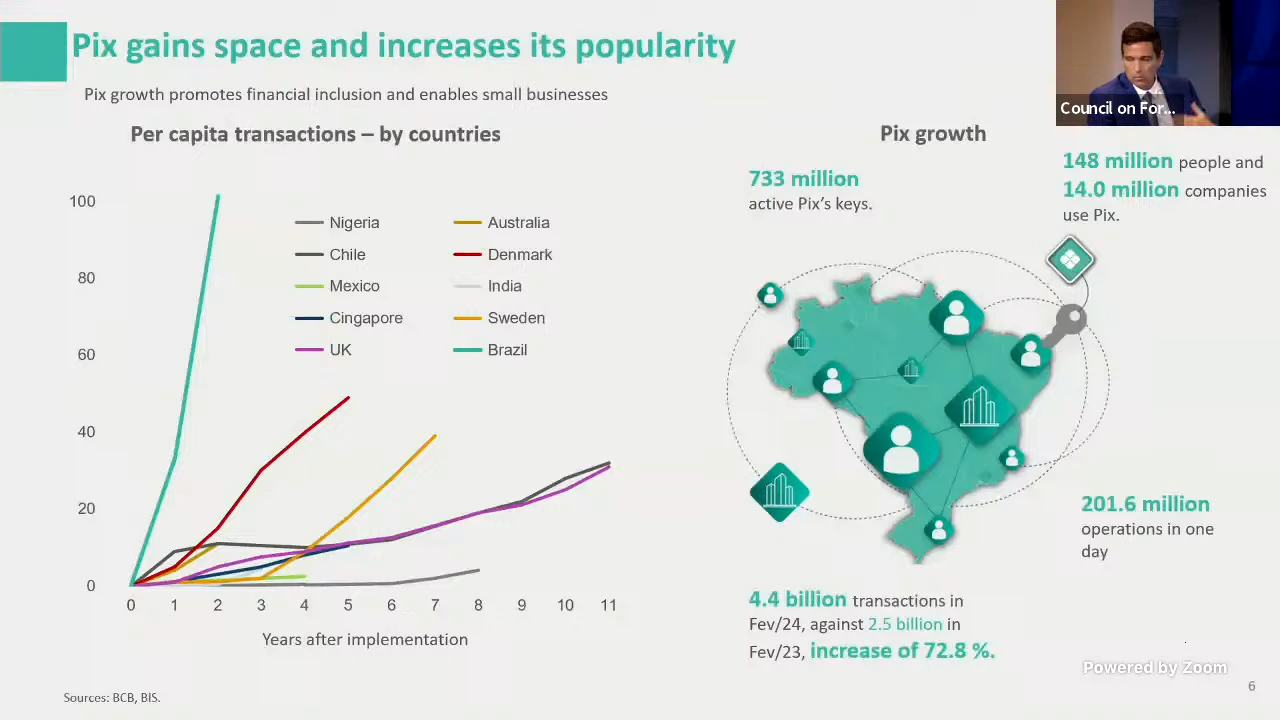 Pix gains space and increases its popularity
Pix growth promotes financial inclusion and enables small businesses
Council on For...
Per capita transactions – by countries
100
80
60
40
20
0
0 1 2 3 4 5 6 7 8 9 10 11
Years after implementation
Nigeria
Chile
Mexico
Cingapore
UK
Australia
Denmark
India
Sweden
Brazil
Pix growth
733 million
active Pix's keys.
148 million people and
14.0 million companies
use Pix.
201.6 million
operations in one
day
4.4 billion transactions in
Fev/24, against 2.5 billion in
Fev/23, increase of 72.8 %.
Powered by Zoom
Sources: BCB, BIS.
6